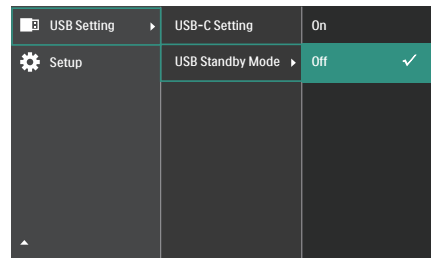 USB Setting
USB-C Setting
On
Setup
USB Standby Mode
Off